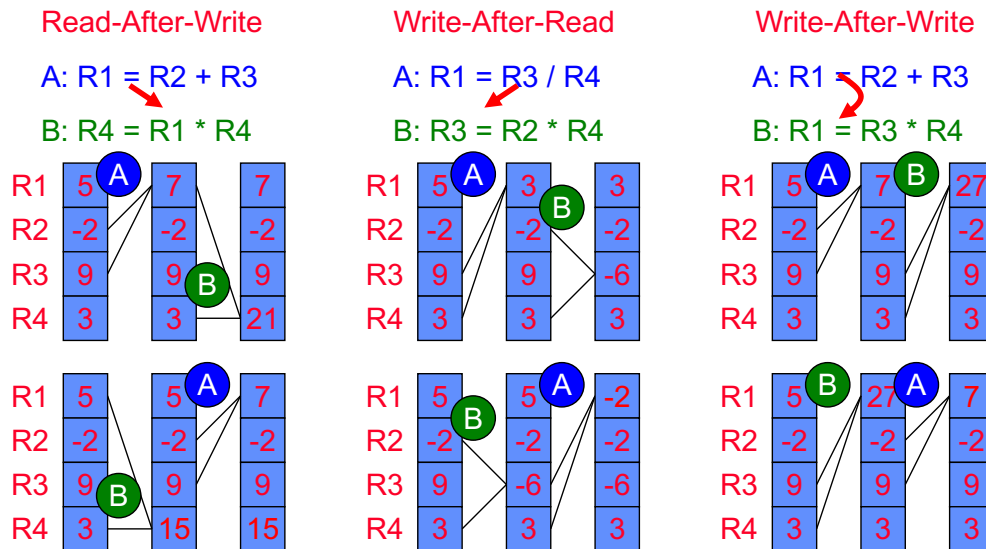 Read-After-Write Write-After-Read Write-After-Write
A: R1 = R2 + R3 A: R1 = R3 / R4 A: R1 = R2 + R3
B: R4 = R1 * R4 B: R3 = R2 * R4 B: R1 = R3 * R4
R1 5 A 7 7 R1 5 A 3 3 R1 5 A 7 B 27
R2 -2 -2 -2 R2 -2 -2 B -2 R2 -2 -2 -2
R3 9 9 B 9 R3 9 9 -6 R3 9 9 9
R4 3 3 21 R4 3 3 3 R4 3 3 3
R1 5 5 A 7 R1 5 5 A -2 R1 5 B 27 A 7
R2 -2 -2 -2 R2 -2 B -2 -2 R2 -2 -2 -2
R3 9 B 9 9 R3 9 -6 -6 R3 9 9 9
R4 3 15 15 R4 3 3 3 R4 3 3 3